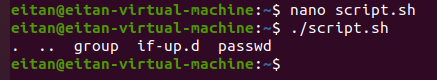 eitan@eitan-virtual-machine:~$ nano script.sh
eitan@eitan-virtual-machine:~$ ./script.sh
.  ..  group  if-up.d  passwd
eitan@eitan-virtual-machine:~$